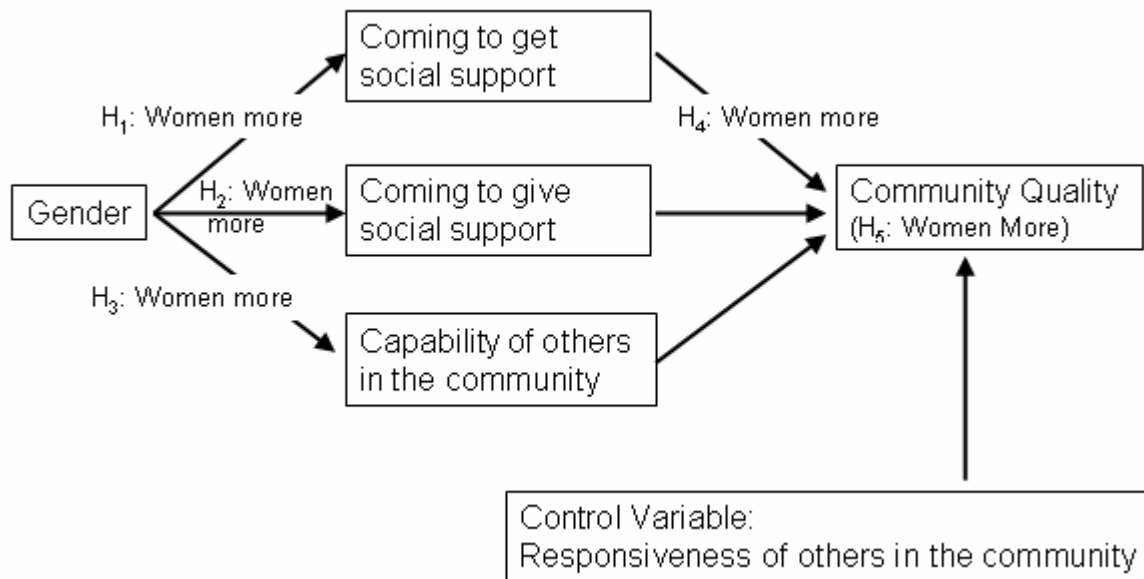 Coming to get
social support
H₁: Women more
H₄: Women more
Gender
H₂: Women
more
Coming to give
social support
Community Quality
(H₅: Women More)
H₃: Women more
Capability of others
in the community
Control Variable:
Responsiveness of others in the community